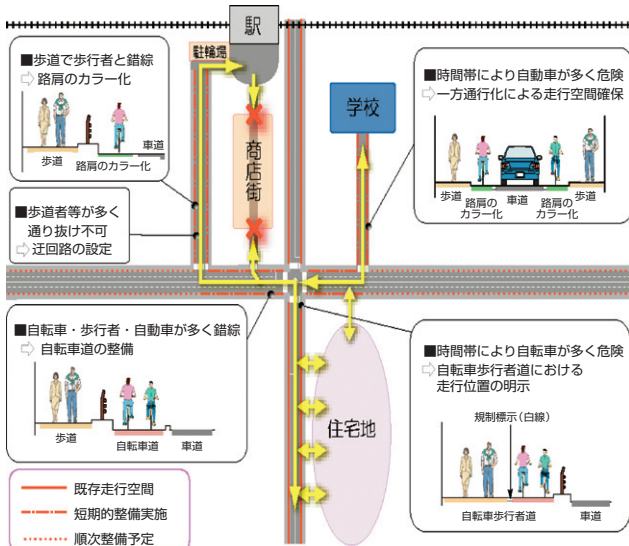 駅
駐輪場
■歩道で歩行者と錯線
⇨路肩のカラー化
歩道
路肩のカラー化
車道
■歩道者等が多く
通り抜け不可
⇨迂回路の設定
商店街
学校
■時間帯により自動車が多く危険
⇨一方通行化による走行空間確保
歩道
路肩の
カラー化
車道
路肩の
カラー化
歩道
■自転車・歩行者・自動車が多く錯綜
⇨自転車道の整備
歩道
自転車道
車道
住宅地
■時間帯により自転車が多く危険
⇨自転車歩行者道における
走行位置の明示
規制標示(白線)
自転車歩行者道
車道
既存走行空間
短期的整備実施
順次整備予定